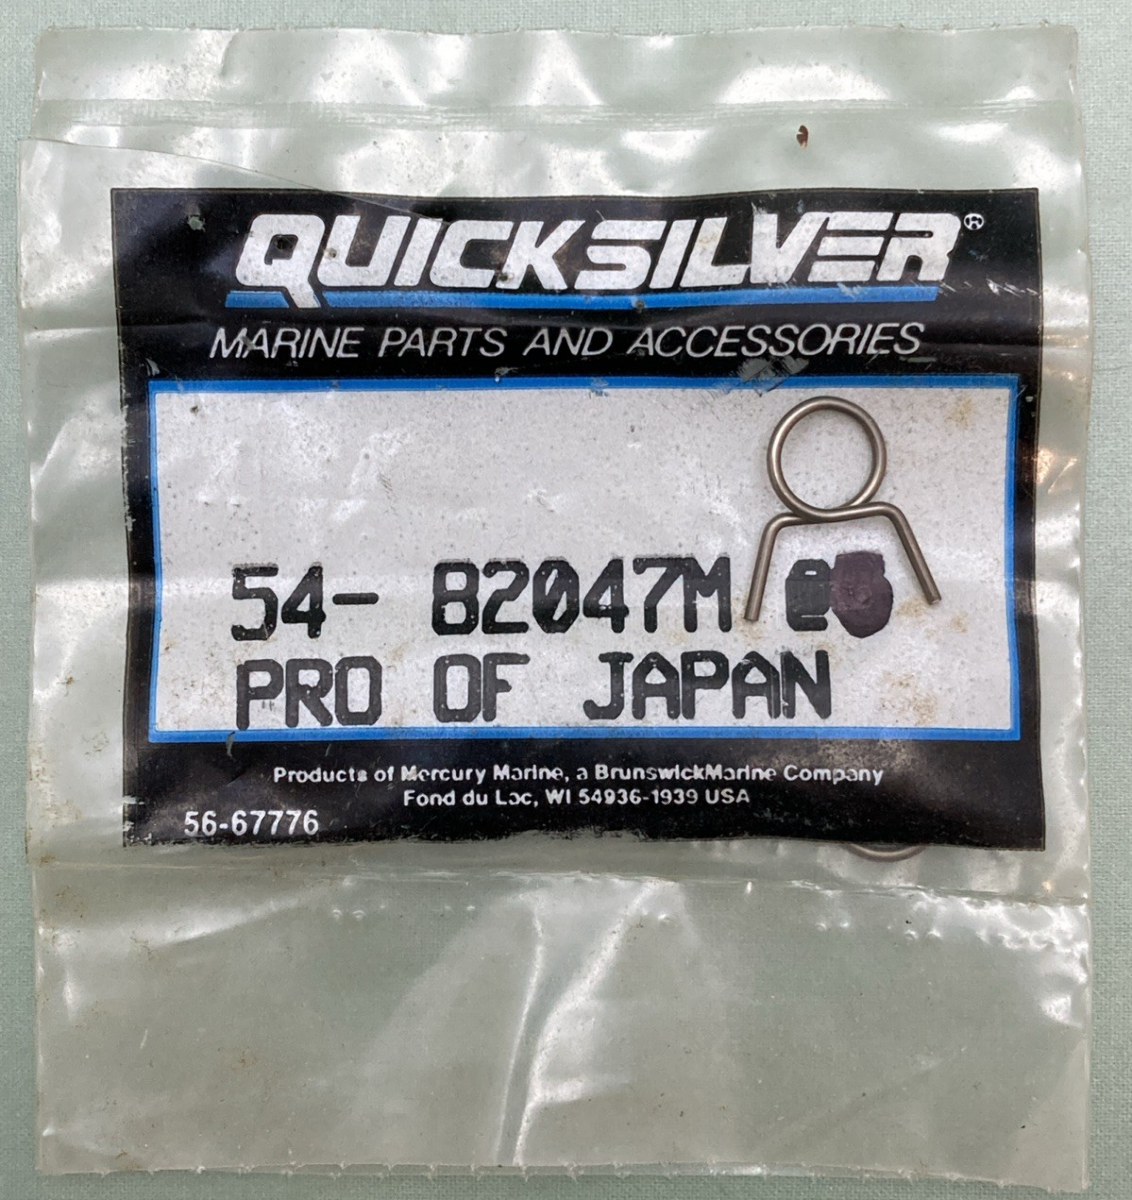 QUICKSILVER®
MARINE PARTS AND ACCESSORIES
54- 82047M @
PRO OF JAPAN
Products of Mercury Marine, a BrunswickMarine Company
Fond du Lac, WI 54936-1939 USA
56-67776